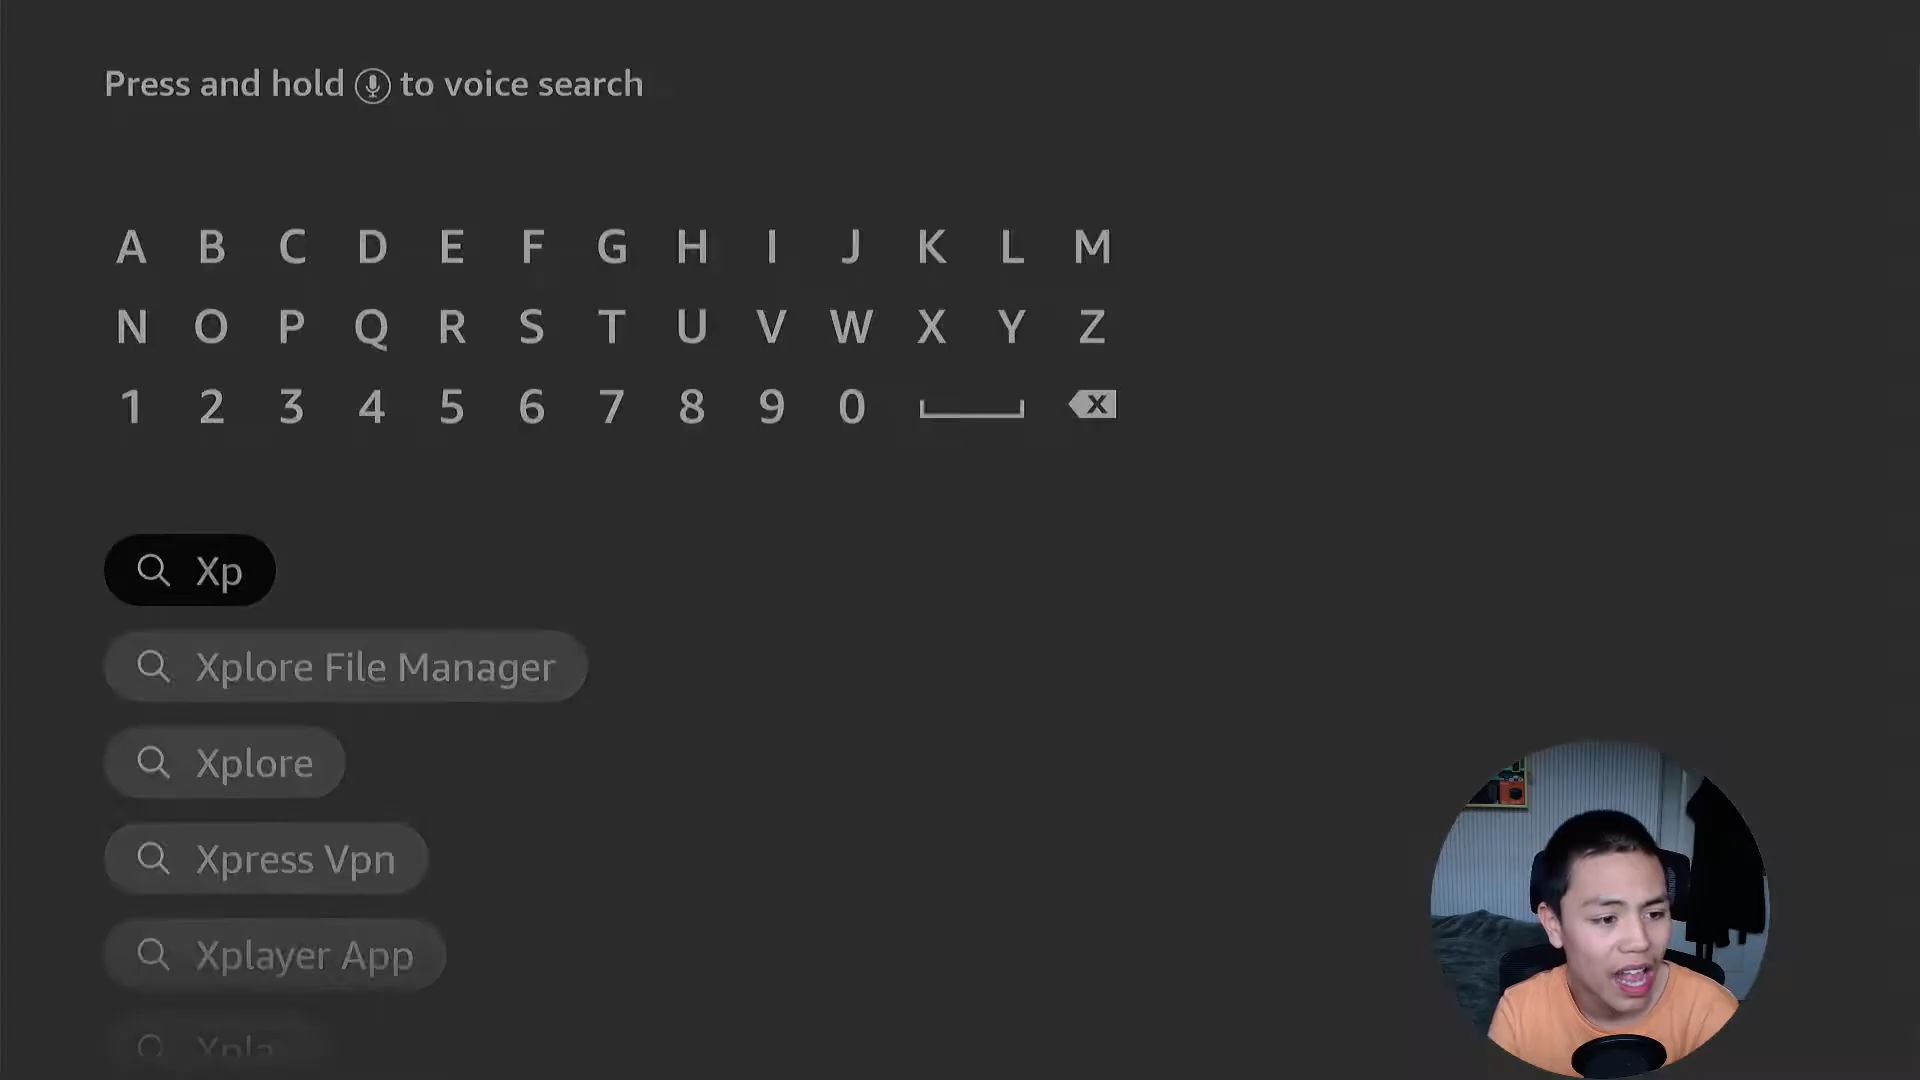 Press and hold to voice search
A B C D E F G H I J K L M
N O P Q R S T U V W X Y Z
1 2 3 4 5 6 7 8 9 0
Xp
Xplore File Manager
Xplore
Xpress Vpn
Xplayer App
Xpla